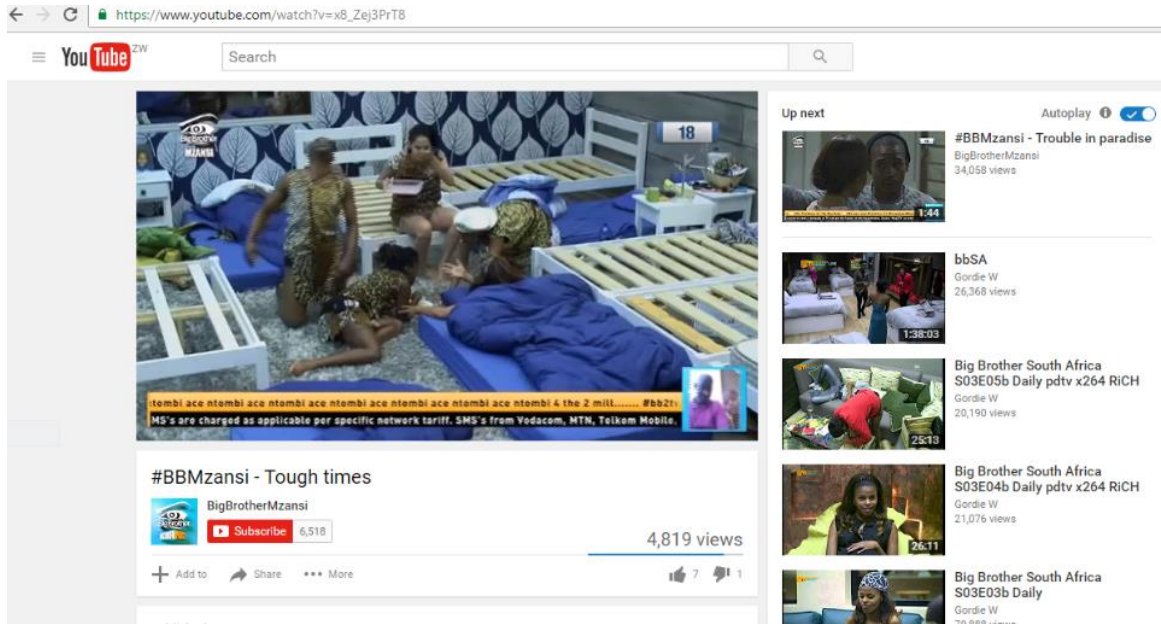 https://www.youtube.com/watch?v=x8_Zej3PrT8
YouTube ZW
Search
Big Brother
MZANSI
18
ntombi ace ntombi ace ntombi ace ntombi ace ntombi ace ntombi ace ntombi 4 the 2 mill....... #bb2tv
MS's are charged as applicable per specific network tariff. SMS's from Vodacom, MTN, Telkom Mobile.
#BBMzansi - Tough times
BigBrotherMzansi
Subscribe 6,518
4,819 views
Add to Share More
7 1
Up next Autoplay
#BBMzansi - Trouble in paradise
BigBrotherMzansi
34,058 views
1:44
bbSA
Gordie W
26,368 views
1:38:03
Big Brother South Africa
S03E05b Daily pdtv x264 RiCH
Gordie W
20,190 views
25:13
Big Brother South Africa
S03E04b Daily pdtv x264 RiCH
Gordie W
21,076 views
26:11
Big Brother South Africa
S03E03b Daily
Gordie W